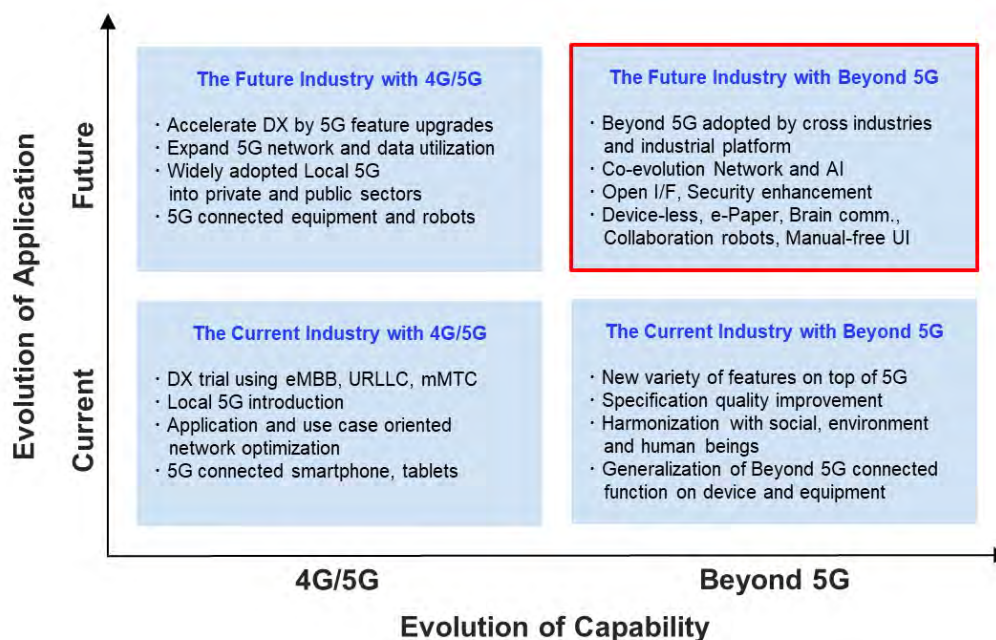 Evolution of Application
Future
Current
The Future Industry with 4G/5G
· Accelerate DX by 5G feature upgrades
· Expand 5G network and data utilization
· Widely adopted Local 5G
into private and public sectors
· 5G connected equipment and robots
The Future Industry with Beyond 5G
· Beyond 5G adopted by cross industries
and industrial platform
· Co-evolution Network and AI
· Open I/F, Security enhancement
· Device-less, e-Paper, Brain comm.,
Collaboration robots, Manual-free UI
The Current Industry with 4G/5G
· DX trial using eMBB, URLLC, mMTC
· Local 5G introduction
· Application and use case oriented
network optimization
· 5G connected smartphone, tablets
The Current Industry with Beyond 5G
· New variety of features on top of 5G
· Specification quality improvement
· Harmonization with social, environment
and human beings
· Generalization of Beyond 5G connected
function on device and equipment
4G/5G
Beyond 5G
Evolution of Capability